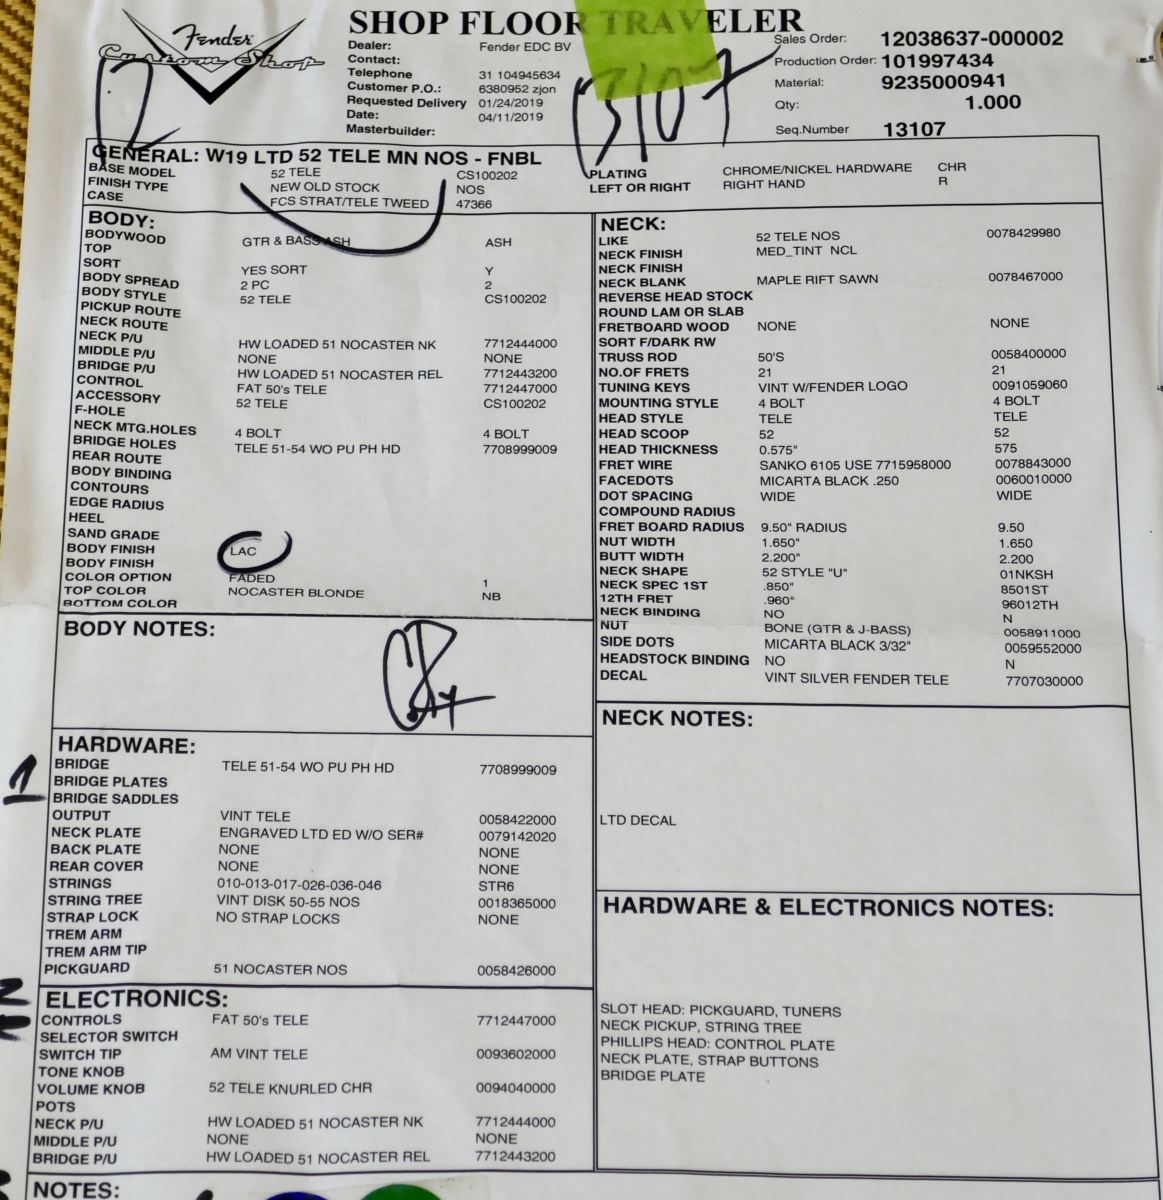 SHOP FLOOR TRAVELER
Fender
Custom Shop
Dealer: Fender EDC BV
Contact:
Telephone 31 104945634
Customer P.O.: 6380952 zjon
Requested Delivery 01/24/2019
Date: 04/11/2019
Masterbuilder:
Sales Order: 12038637-000002
Production Order: 101997434
Material: 9235000941
Qty: 1.000
Seq.Number 13107
13107
GENERAL: W19 LTD 52 TELE MN NOS - FNBL
BASE MODEL 52 TELE CS100202
FINISH TYPE NEW OLD STOCK NOS
CASE FCS STRAT/TELE TWEED 47366
PLATING CHROME/NICKEL HARDWARE CHR
LEFT OR RIGHT RIGHT HAND R
BODY:
BODYWOOD GTR & BASS ASH ASH
TOP
SORT YES SORT Y
BODY SPREAD 2 PC 2
BODY STYLE 52 TELE CS100202
PICKUP ROUTE
NECK ROUTE
NECK P/U HW LOADED 51 NOCASTER NK 7712444000
MIDDLE P/U NONE NONE
BRIDGE P/U HW LOADED 51 NOCASTER REL 7712443200
CONTROL FAT 50's TELE 7712447000
ACCESSORY 52 TELE CS100202
F-HOLE
NECK MTG.HOLES 4 BOLT 4 BOLT
BRIDGE HOLES TELE 51-54 WO PU PH HD 7708999009
REAR ROUTE
BODY BINDING
CONTOURS
EDGE RADIUS
HEEL
SAND GRADE
BODY FINISH LAC
BODY FINISH
COLOR OPTION FADED 1
TOP COLOR NOCASTER BLONDE NB
BOTTOM COLOR
BODY NOTES:
NECK:
LIKE 52 TELE NOS 0078429980
NECK FINISH MED_TINT NCL
NECK FINISH
NECK BLANK MAPLE RIFT SAWN 0078467000
REVERSE HEAD STOCK
ROUND LAM OR SLAB
FRETBOARD WOOD NONE NONE
SORT F/DARK RW
TRUSS ROD 50'S 0058400000
NO.OF FRETS 21 21
TUNING KEYS VINT W/FENDER LOGO 0091059060
MOUNTING STYLE 4 BOLT 4 BOLT
HEAD STYLE TELE TELE
HEAD SCOOP 52 52
HEAD THICKNESS 0.575" 575
FRET WIRE SANKO 6105 USE 7715958000 0078843000
FACEDOTS MICARTA BLACK .250 0060010000
DOT SPACING WIDE WIDE
COMPOUND RADIUS
FRET BOARD RADIUS 9.50" RADIUS 9.50
NUT WIDTH 1.650" 1.650
BUTT WIDTH 2.200" 2.200
NECK SHAPE 52 STYLE "U" 01NKSH
NECK SPEC 1ST .850" 8501ST
12TH FRET .960" 96012TH
NECK BINDING NO N
NUT BONE (GTR & J-BASS) 0058911000
SIDE DOTS MICARTA BLACK 3/32" 0059552000
HEADSTOCK BINDING NO N
DECAL VINT SILVER FENDER TELE 7707030000
NECK NOTES:
LTD DECAL
HARDWARE:
1
BRIDGE TELE 51-54 WO PU PH HD 7708999009
BRIDGE PLATES
BRIDGE SADDLES
OUTPUT VINT TELE 0058422000
NECK PLATE ENGRAVED LTD ED W/O SER# 0079142020
BACK PLATE NONE NONE
REAR COVER NONE NONE
STRINGS 010-013-017-026-036-046 STR6
STRING TREE VINT DISK 50-55 NOS 0018365000
STRAP LOCK NO STRAP LOCKS NONE
TREM ARM
TREM ARM TIP
PICKGUARD 51 NOCASTER NOS 0058426000
HARDWARE & ELECTRONICS NOTES:
SLOT HEAD: PICKGUARD, TUNERS
NECK PICKUP, STRING TREE
PHILLIPS HEAD: CONTROL PLATE
NECK PLATE, STRAP BUTTONS
BRIDGE PLATE
ELECTRONICS:
CONTROLS FAT 50's TELE 7712447000
SELECTOR SWITCH
SWITCH TIP AM VINT TELE 0093602000
TONE KNOB
VOLUME KNOB 52 TELE KNURLED CHR 0094040000
POTS
NECK P/U HW LOADED 51 NOCASTER NK 7712444000
MIDDLE P/U NONE NONE
BRIDGE P/U HW LOADED 51 NOCASTER REL 7712443200
NOTES: